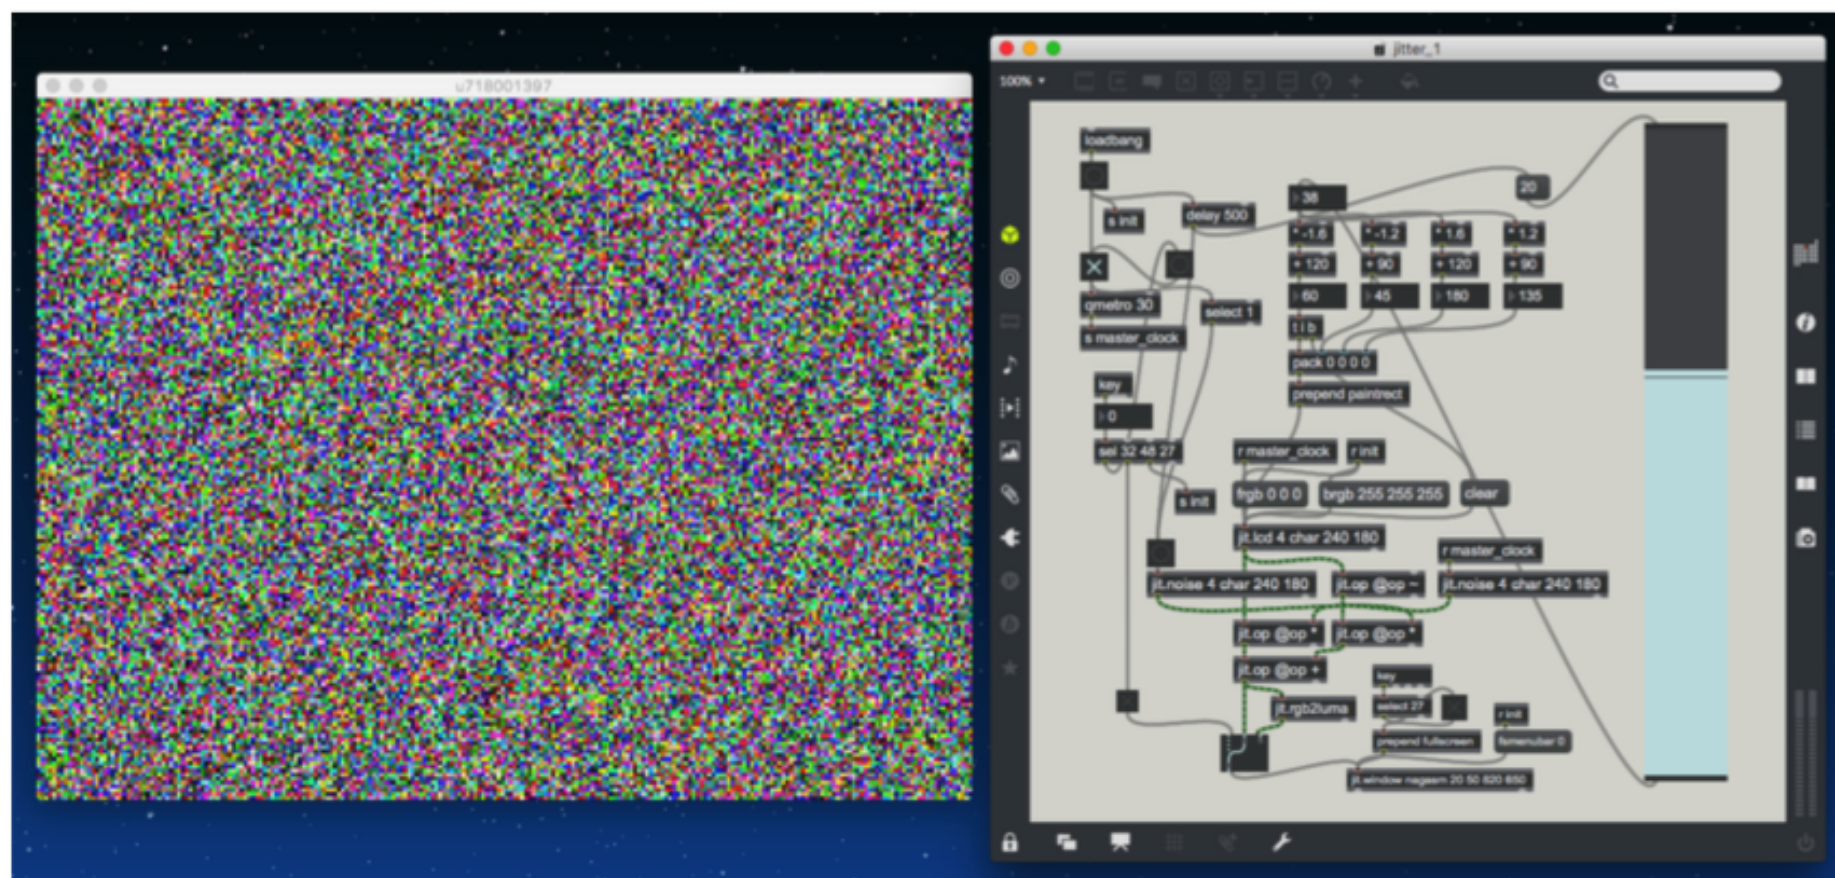 u718001397
jitter_1
100%
loadbang
s init
delay 500
38
20
* -1.6
* -1.2
* 1.6
* 1.2
+ 120
+ 90
+ 120
+ 90
qmetro 30
select 1
60
45
180
135
s master_clock
t i b
pack 0 0 0 0
key
prepend paintrect
0
sel 32 48 27
r master_clock
r init
s init
frgb 0 0 0
brgb 255 255 255
clear
jit.lcd 4 char 240 180
r master_clock
jit.noise 4 char 240 180
jit.op @op ~
jit.noise 4 char 240 180
jit.op @op *
jit.op @op *
jit.op @op +
key
jit.rgb2luma
select 27
r init
prepend fullscreen
jit.window nagasm 20 50 820 650